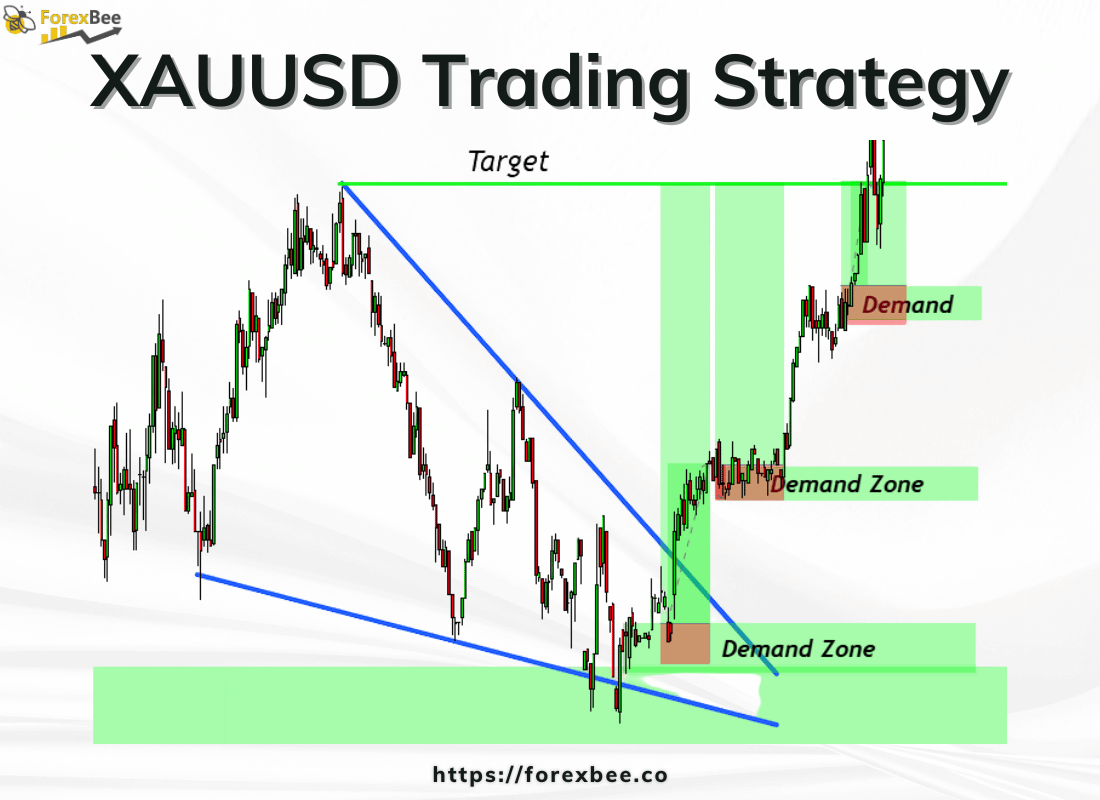 ForexBee
XAUUSD Trading Strategy
Target
Demand
Demand Zone
Demand Zone
https://forexbee.co